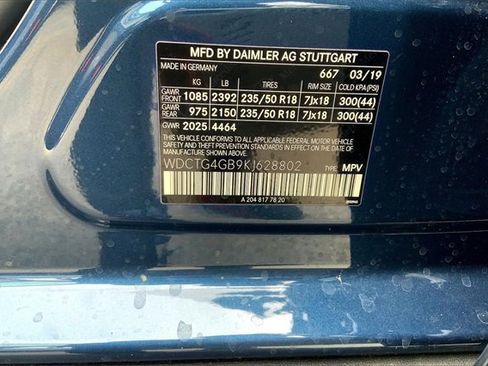 MFD BY DAIMLER AG STUTTGART
MADE IN GERMANY 667 03/19
KG LB TIRES RIM SIZE COLD KPA(PSI)
GAWR FRONT 1085 2392 235/50 R18 7Jx18 300(44)
GAWR REAR 975 2150 235/50 R18 7Jx18 300(44)
GVWR 2025 4464
THIS VEHICLE CONFORMS TO ALL APPLICABLE FEDERAL MOTOR VEHICLE
SAFETY AND THEFT PREVENTION STANDARDS IN EFFECT ON THE
DATE OF MANUFACTURE SHOWN ABOVE.
WDCTG4GB9KJ628802
TYPE: MPV
A 204 817 78 20